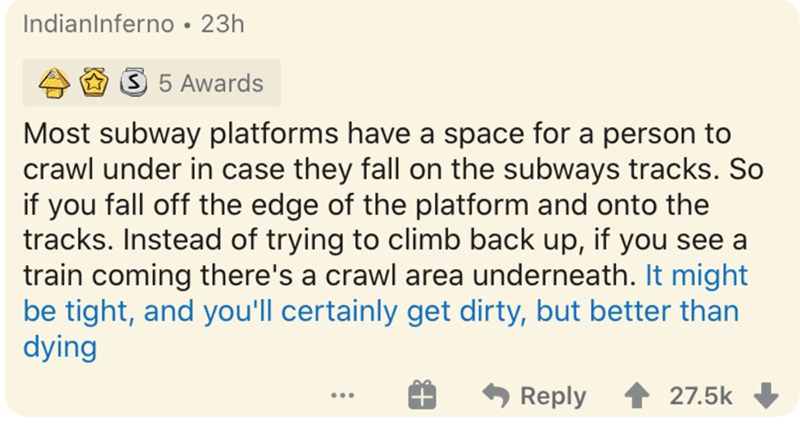 IndianInferno • 23h
S 5 Awards
Most subway platforms have a space for a person to
crawl under in case they fall on the subways tracks. So
if you fall off the edge of the platform and onto the
tracks. Instead of trying to climb back up, if you see a
train coming there's a crawl area underneath. It might
be tight, and you'll certainly get dirty, but better than
dying
... Reply 27.5k